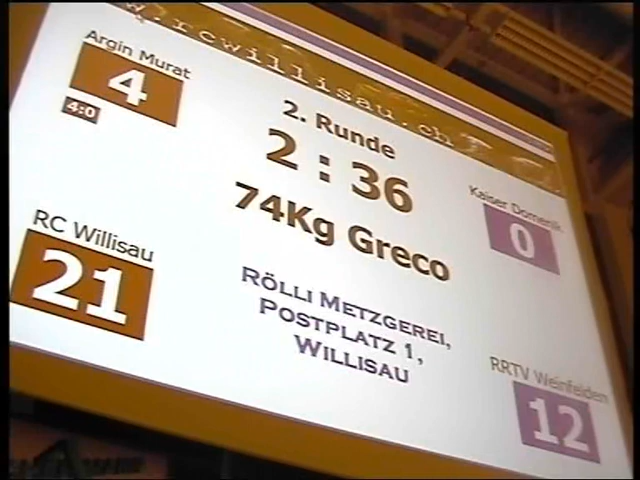 w.rcwillisau.ch
Argin Murat
4
4:0
2. Runde
2 : 36
74Kg Greco
Kaiser Domenik
0
RC Willisau
21
Rölli Metzgerei,
Postplatz 1,
Willisau
RRTV Weinfelden
12